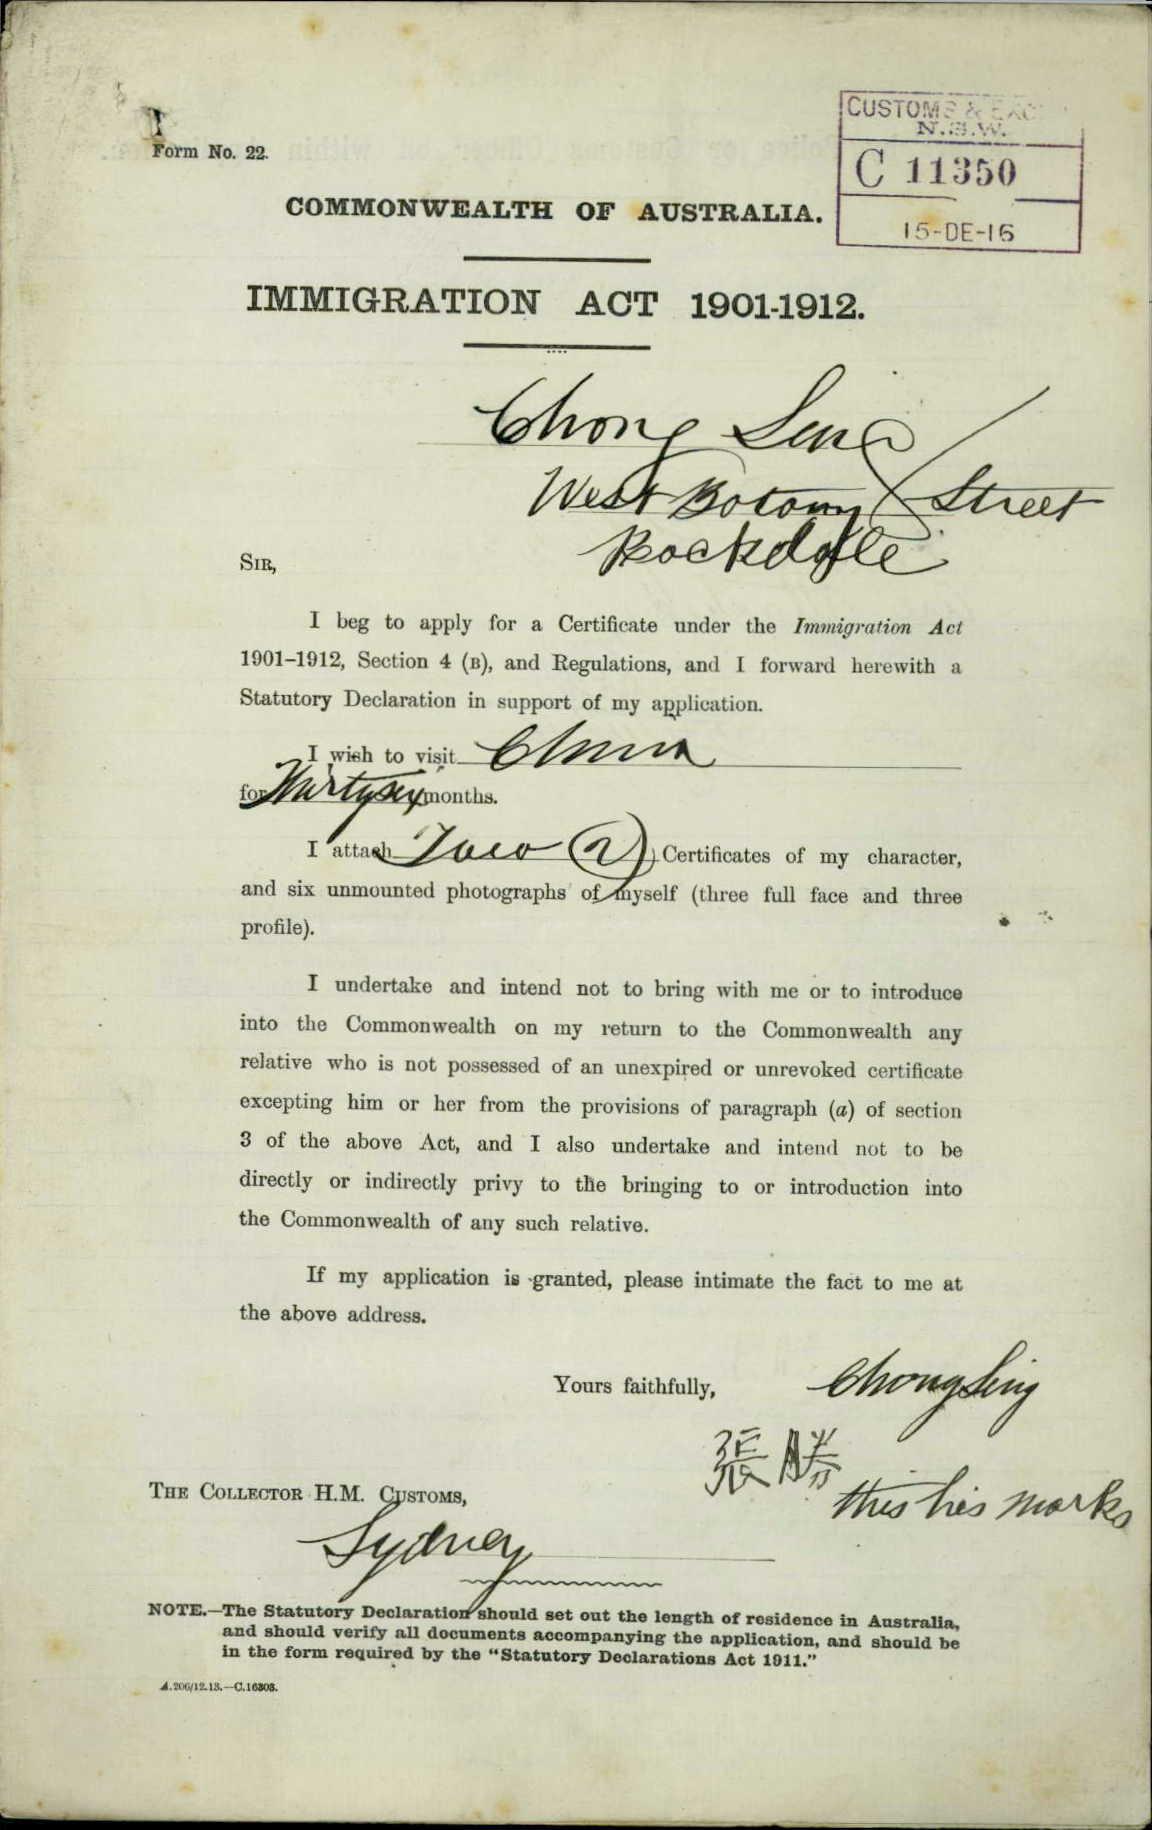 CUSTOMS & EXC
N.S.W.
C 11350
15-DE-16
Form No. 22.
COMMONWEALTH OF AUSTRALIA.
IMMIGRATION ACT 1901-1912.
Chong Sing
West Botany Street
Rockdale
SIR,
I beg to apply for a Certificate under the Immigration Act
1901-1912, Section 4 (B), and Regulations, and I forward herewith a
Statutory Declaration in support of my application.
I wish to visit China
for Thirtysix months.
I attach Two (2) Certificates of my character,
and six unmounted photographs of myself (three full face and three
profile).
I undertake and intend not to bring with me or to introduce
into the Commonwealth on my return to the Commonwealth any
relative who is not possessed of an unexpired or unrevoked certificate
excepting him or her from the provisions of paragraph (a) of section
3 of the above Act, and I also undertake and intend not to be
directly or indirectly privy to the bringing to or introduction into
the Commonwealth of any such relative.
If my application is granted, please intimate the fact to me at
the above address.
Yours faithfully, Chong Sing
張勝
this his marks
THE COLLECTOR H.M. CUSTOMS,
Sydney
NOTE.—The Statutory Declaration should set out the length of residence in Australia,
and should verify all documents accompanying the application, and should be
in the form required by the "Statutory Declarations Act 1911."
A.206/12.13.—C.16303.